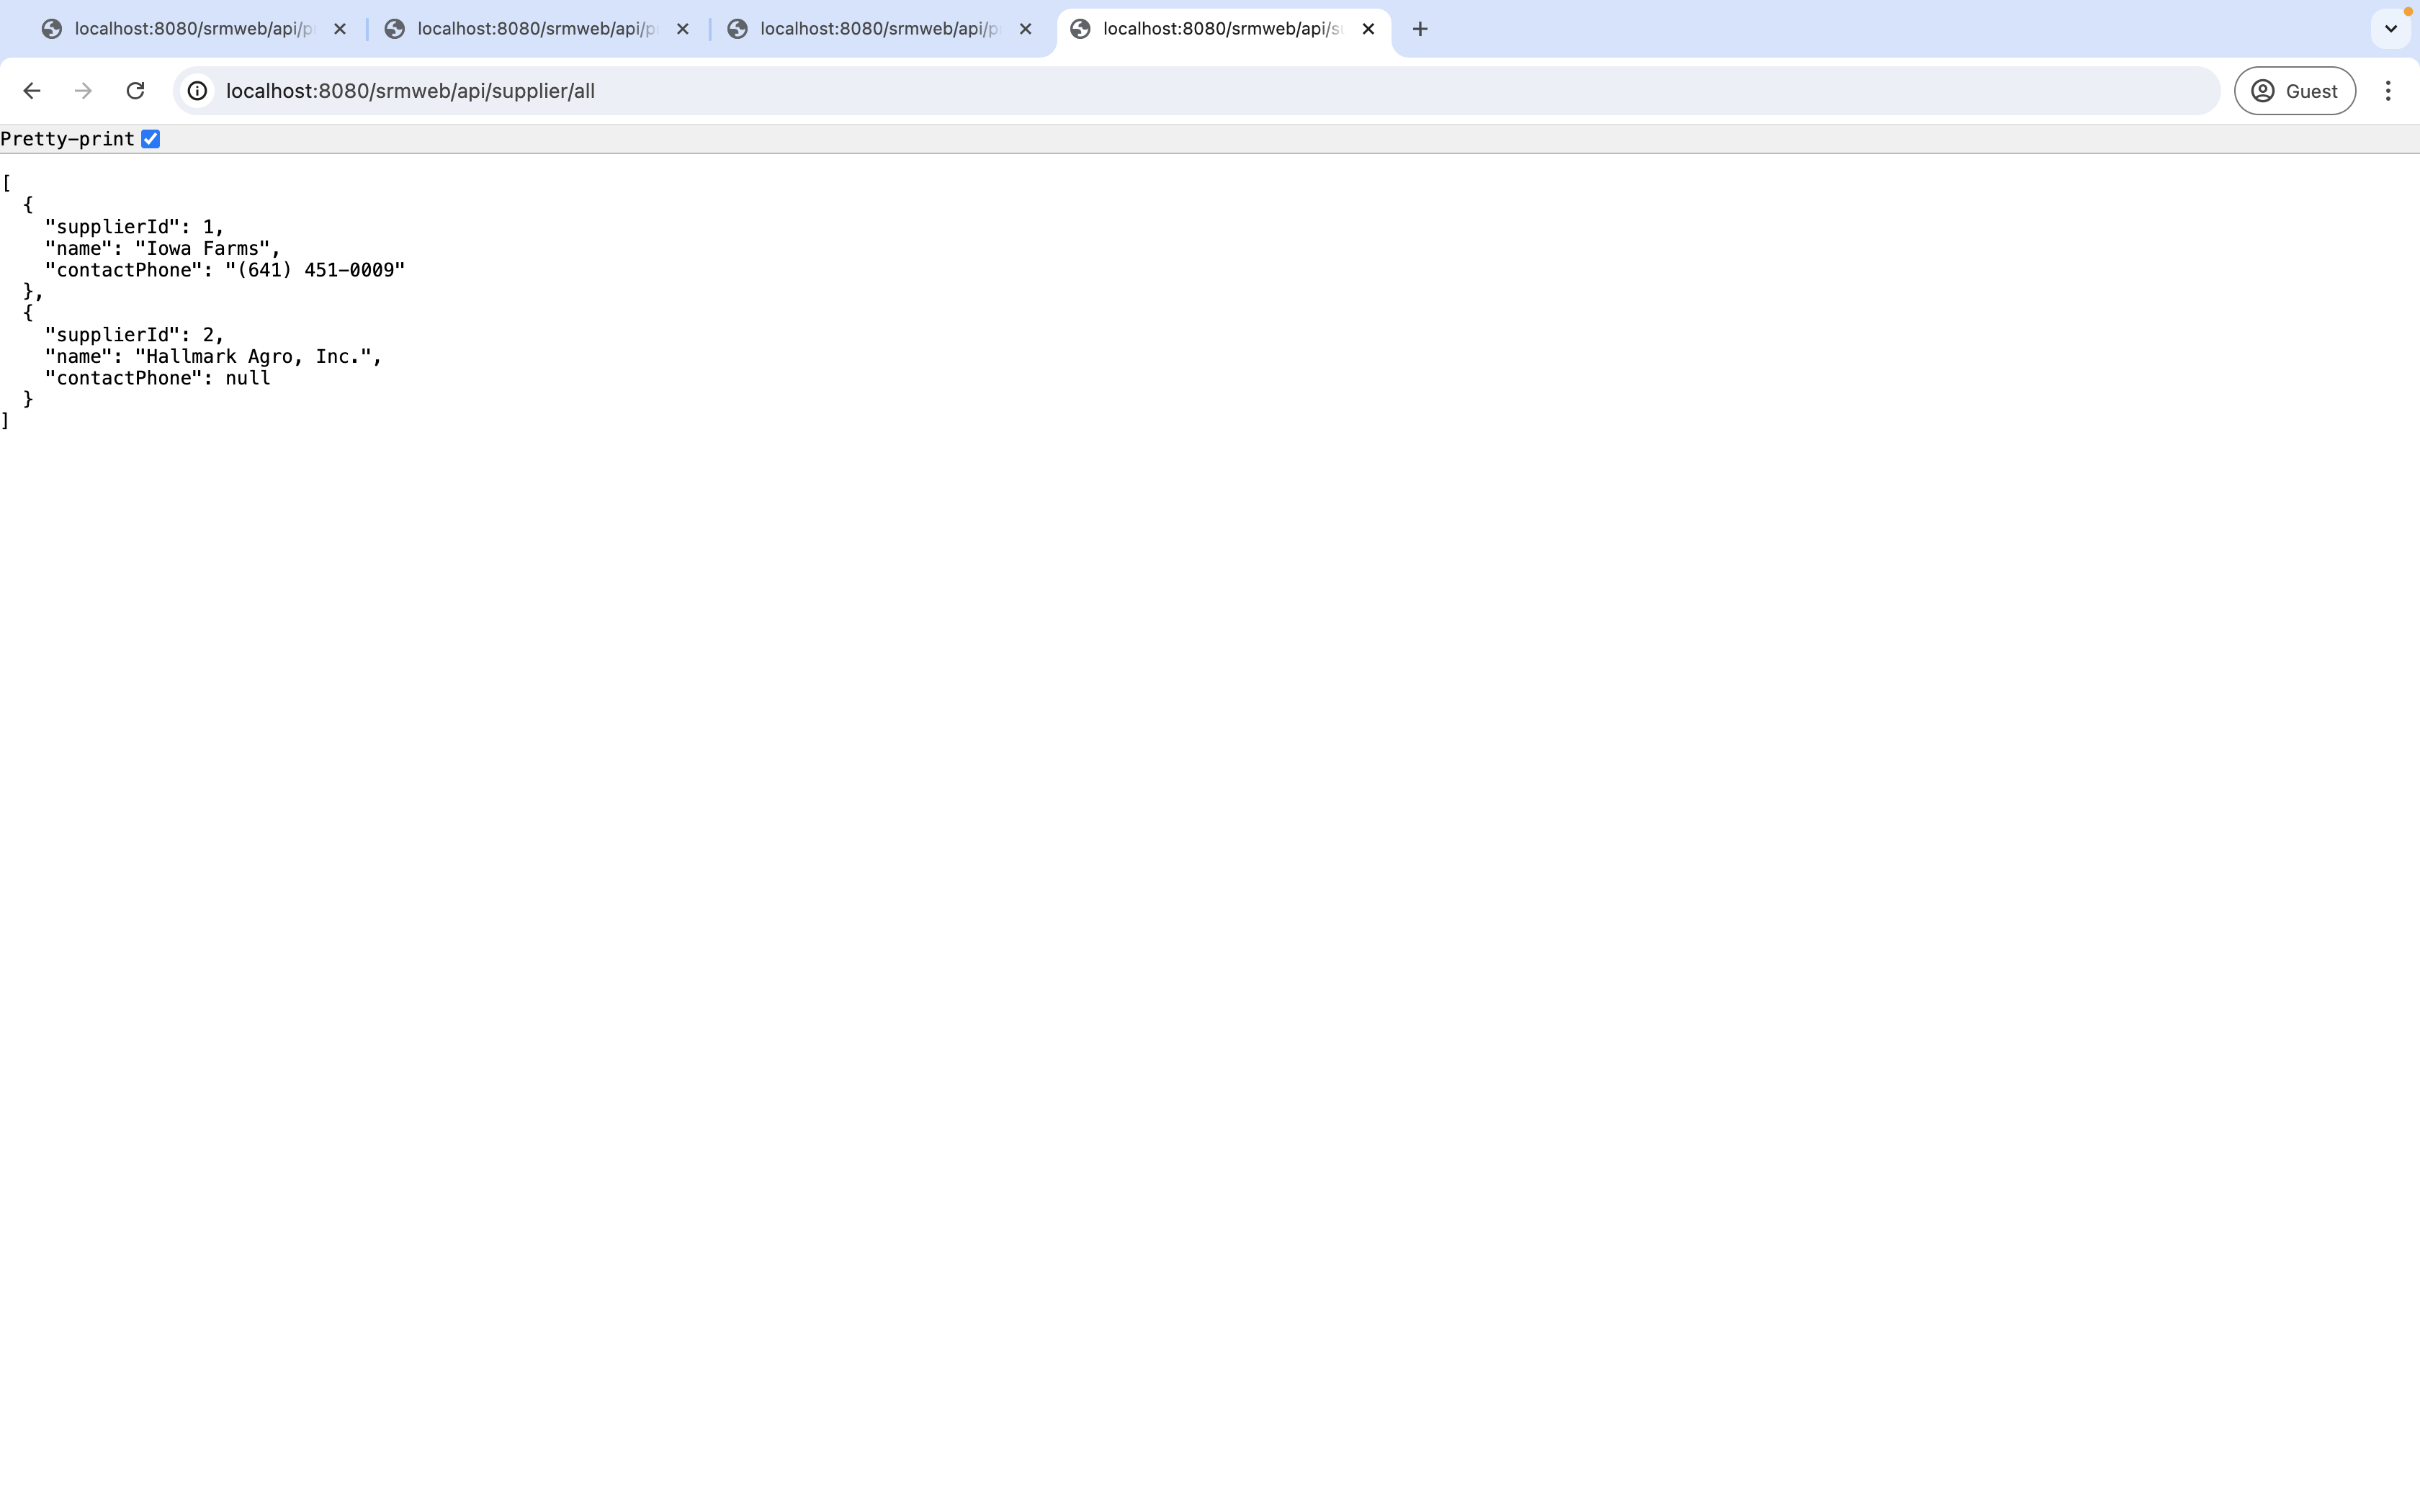 localhost:8080/srmweb/api/p
localhost:8080/srmweb/api/p
localhost:8080/srmweb/api/p
localhost:8080/srmweb/api/s
localhost:8080/srmweb/api/supplier/all
Guest
Pretty-print
[
{
"supplierId": 1,
"name": "Iowa Farms",
"contactPhone": "(641) 451-0009"
},
{
"supplierId": 2,
"name": "Hallmark Agro, Inc.",
"contactPhone": null
}
]